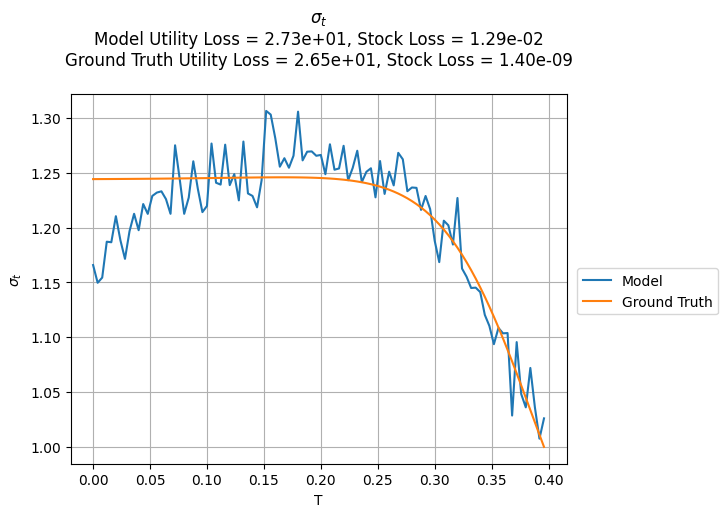 σ_t
Model Utility Loss = 2.73e+01, Stock Loss = 1.29e-02
Ground Truth Utility Loss = 2.65e+01, Stock Loss = 1.40e-09
1.30
1.25
1.20
1.15
1.10
1.05
1.00
σ_t
0.00 0.05 0.10 0.15 0.20 0.25 0.30 0.35 0.40
T
Model
Ground Truth